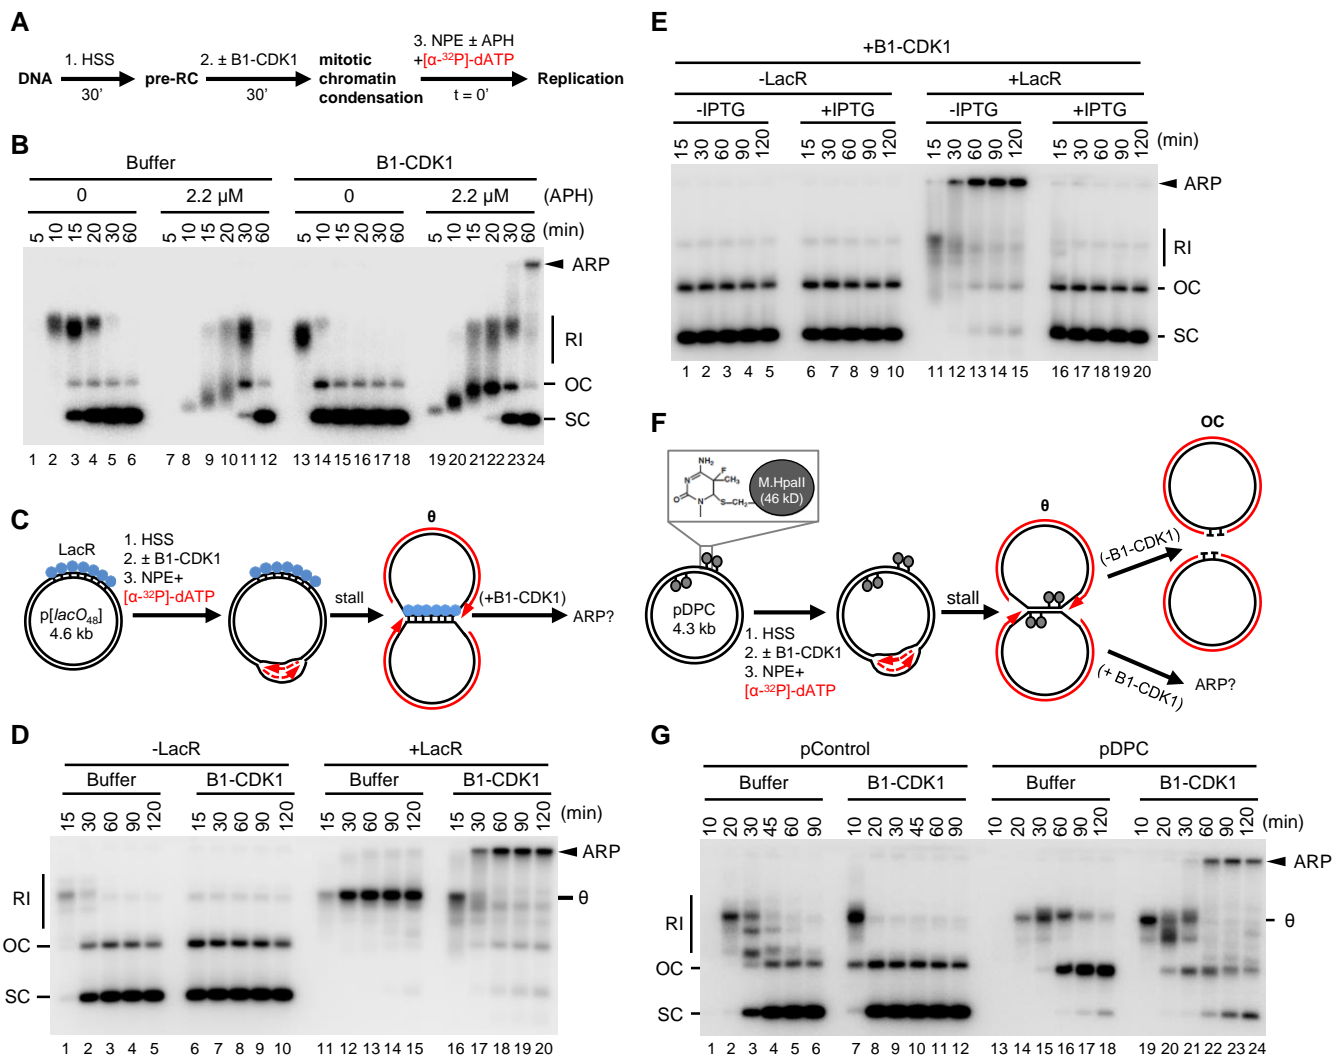 A
1. HSS
2. ± B1-CDK1
3. NPE ± APH
+[α-³²P]-dATP
DNA
pre-RC
mitotic
chromatin
condensation
Replication
30'
30'
t = 0'
B
Buffer
B1-CDK1
0
2.2 µM
0
2.2 µM
(APH)
5 10 15 20 30 60
5 10 15 20 30 60
5 10 15 20 30 60
5 10 15 20 30 60
(min)
ARP
RI
OC
SC
1 2 3 4 5 6 7 8 9 10 11 12 13 14 15 16 17 18 19 20 21 22 23 24
C
LacR
p[lacO₄₈]
4.6 kb
1. HSS
2. ± B1-CDK1
3. NPE+
[α-³²P]-dATP
stall
θ
(+B1-CDK1)
ARP?
D
-LacR
+LacR
Buffer
B1-CDK1
Buffer
B1-CDK1
15 30 60 90 120
15 30 60 90 120
15 30 60 90 120
15 30 60 90 120
(min)
ARP
RI
θ
OC
SC
1 2 3 4 5 6 7 8 9 10 11 12 13 14 15 16 17 18 19 20
E
+B1-CDK1
-LacR
+LacR
-IPTG
+IPTG
-IPTG
+IPTG
15 30 60 90 120
15 30 60 90 120
15 30 60 90 120
15 30 60 90 120
(min)
ARP
RI
OC
SC
1 2 3 4 5 6 7 8 9 10 11 12 13 14 15 16 17 18 19 20
F
NH₂
N
F
CH₃
O
N
S
CH₂
M.HpaII
(46 kD)
pDPC
4.3 kb
1. HSS
2. ± B1-CDK1
3. NPE+
[α-³²P]-dATP
stall
θ
(-B1-CDK1)
(+ B1-CDK1)
OC
ARP?
G
pControl
pDPC
Buffer
B1-CDK1
Buffer
B1-CDK1
10 20 30 45 60 90
10 20 30 45 60 90
10 20 30 60 90 120
10 20 30 60 90 120
(min)
ARP
RI
θ
OC
SC
1 2 3 4 5 6 7 8 9 10 11 12 13 14 15 16 17 18 19 20 21 22 23 24